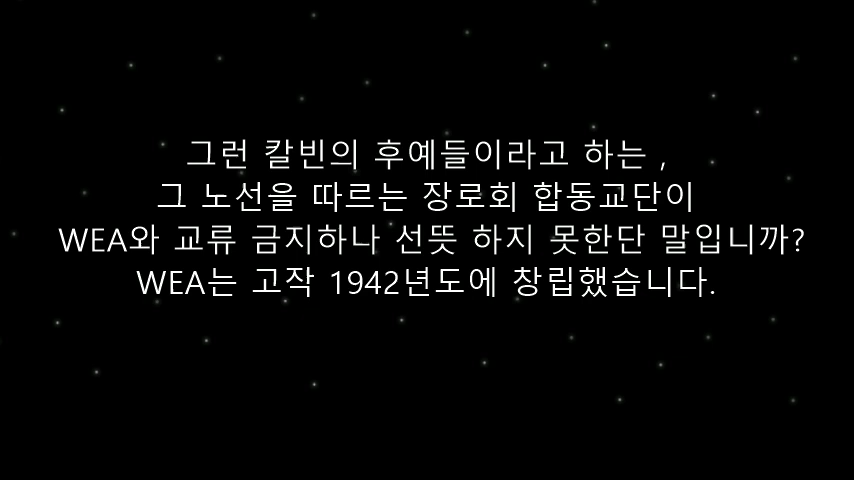 그런 칼빈의 후예들이라고 하는 ,
그 노선을 따르는 장로회 합동교단이
WEA와 교류 금지하나 선뜻 하지 못한단 말입니까?
WEA는 고작 1942년도에 창립했습니다.